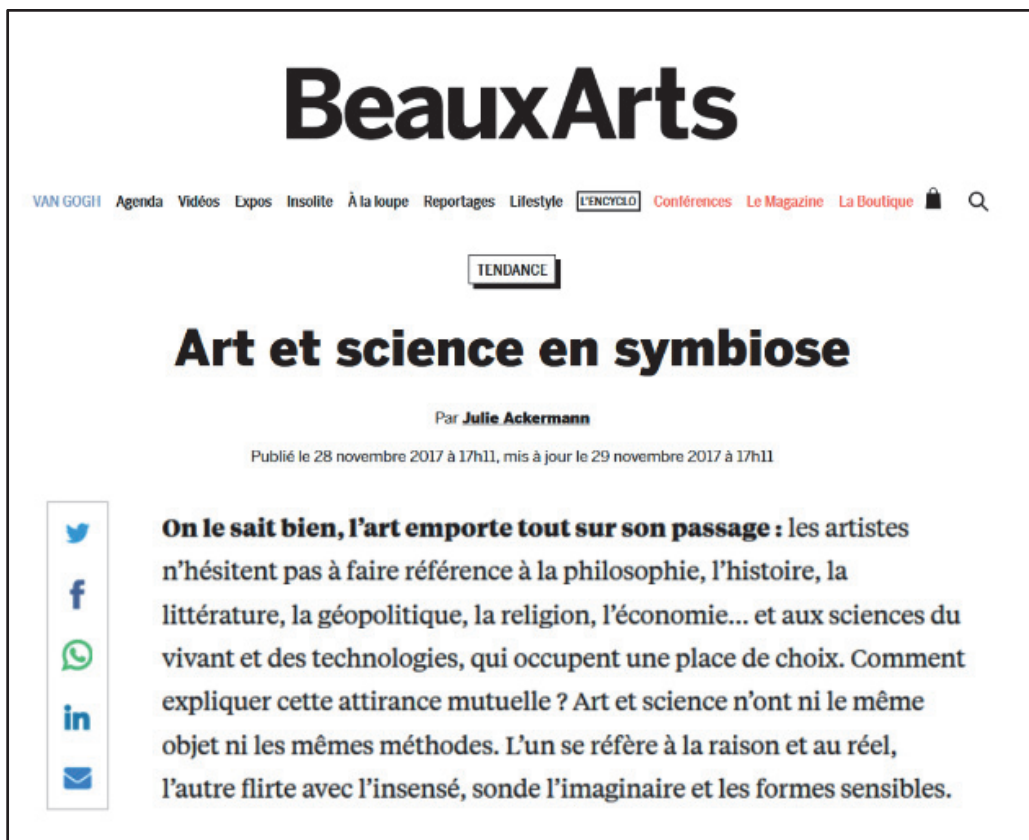 BeauxArts
VAN GOGH Agenda Vidéos Expos Insolite À la loupe Reportages Lifestyle L'ENCYCLO Conférences Le Magazine La Boutique
TENDANCE
Art et science en symbiose
Par Julie Ackermann
Publié le 28 novembre 2017 à 17h11, mis à jour le 29 novembre 2017 à 17h11
On le sait bien, l'art emporte tout sur son passage : les artistes
n'hésitent pas à faire référence à la philosophie, l'histoire, la
littérature, la géopolitique, la religion, l'économie... et aux sciences du
vivant et des technologies, qui occupent une place de choix. Comment
expliquer cette attirance mutuelle ? Art et science n'ont ni le même
objet ni les mêmes méthodes. L'un se réfère à la raison et au réel,
l'autre flirte avec l'insensé, sonde l'imaginaire et les formes sensibles.